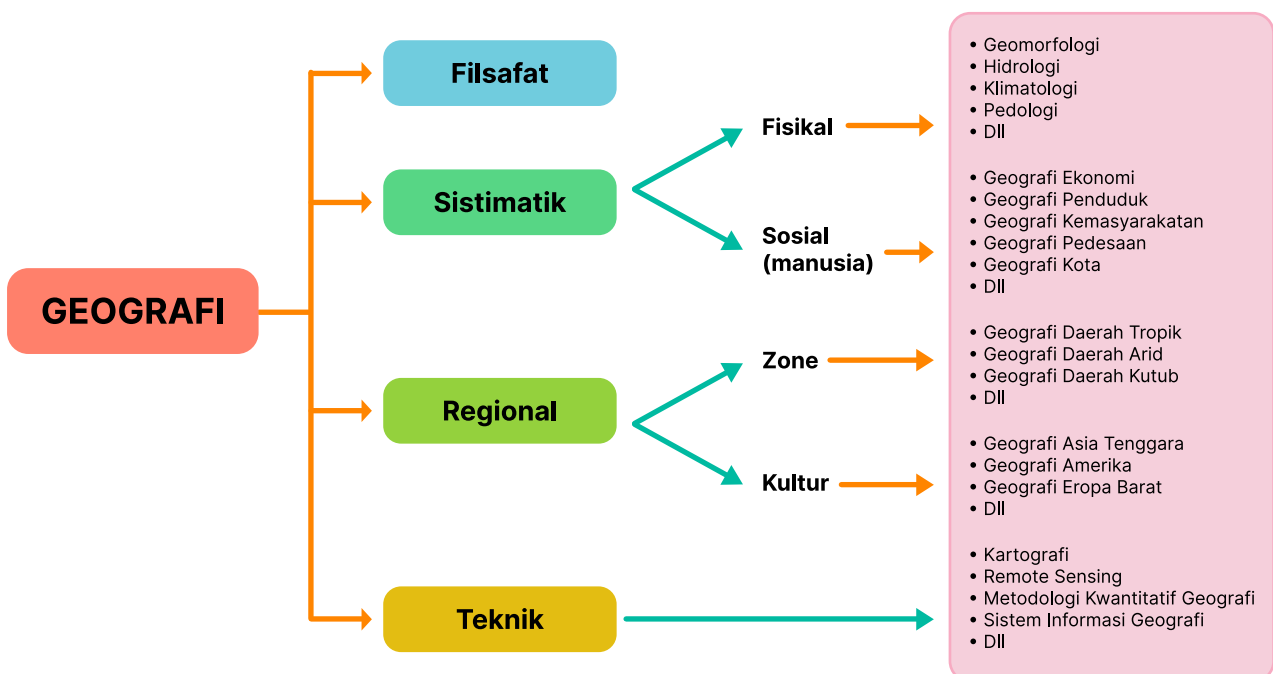 GEOGRAFI
Filsafat
Sistimatik
Fisikal
• Geomorfologi
• Hidrologi
• Klimatologi
• Pedologi
• Dll
Sosial
(manusia)
• Geografi Ekonomi
• Geografi Penduduk
• Geografi Kemasyarakatan
• Geografi Pedesaan
• Geografi Kota
• Dll
Regional
Zone
• Geografi Daerah Tropik
• Geografi Daerah Arid
• Geografi Daerah Kutub
• Dll
Kultur
• Geografi Asia Tenggara
• Geografi Amerika
• Geografi Eropa Barat
• Dll
Teknik
• Kartografi
• Remote Sensing
• Metodologi Kwantitatif Geografi
• Sistem Informasi Geografi
• Dll